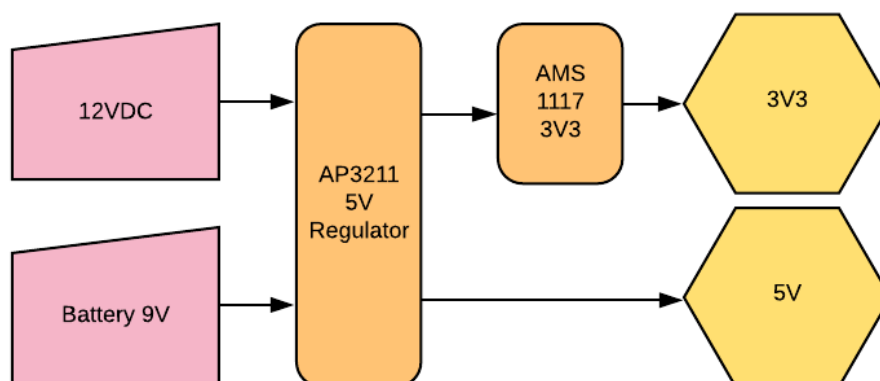 12VDC
AP3211
5V
Regulator
AMS
1117
3V3
3V3
Battery 9V
5V